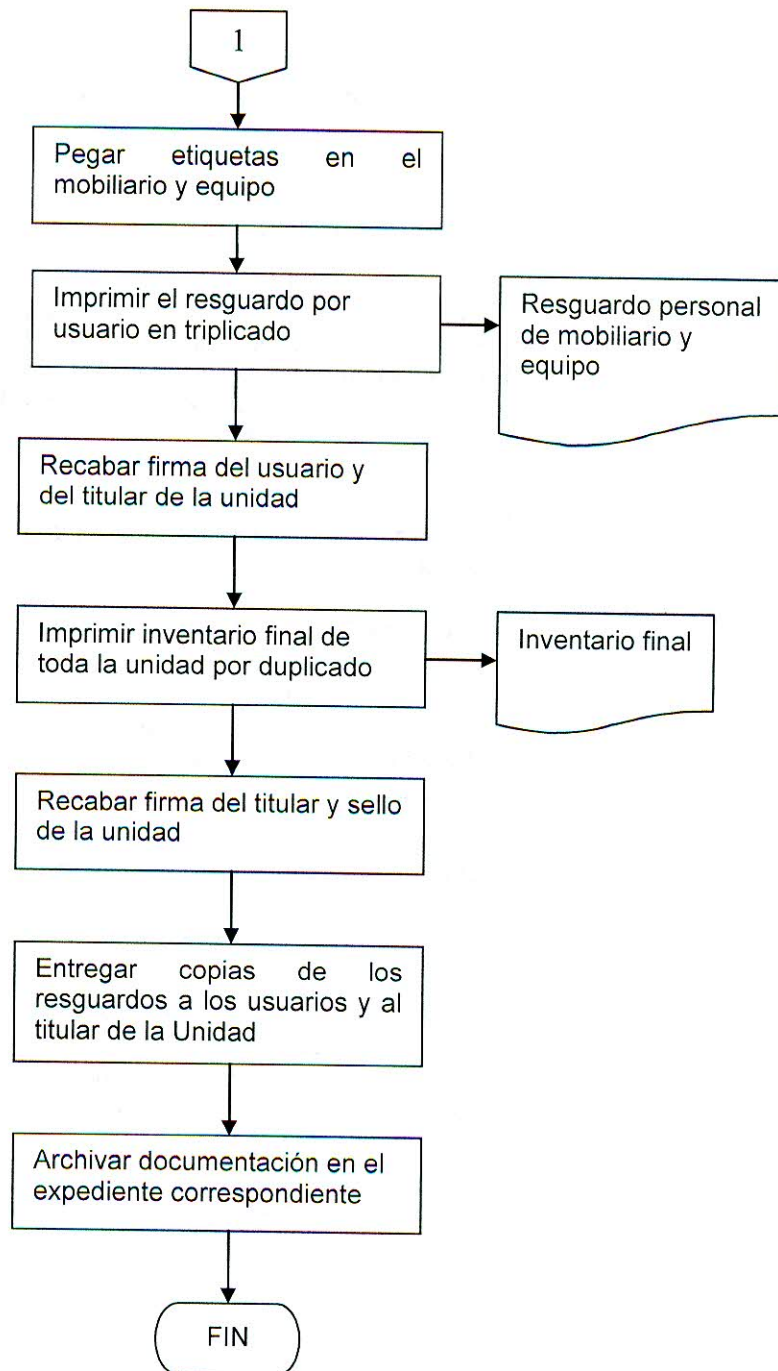 1
Pegar etiquetas en el
mobiliario y equipo
Imprimir el resguardo por
usuario en triplicado
Resguardo personal
de mobiliario y
equipo
Recabar firma del usuario y
del titular de la unidad
Imprimir inventario final de
toda la unidad por duplicado
Inventario final
Recabar firma del titular y sello
de la unidad
Entregar copias de los
resguardos a los usuarios y al
titular de la Unidad
Archivar documentación en el
expediente correspondiente
FIN